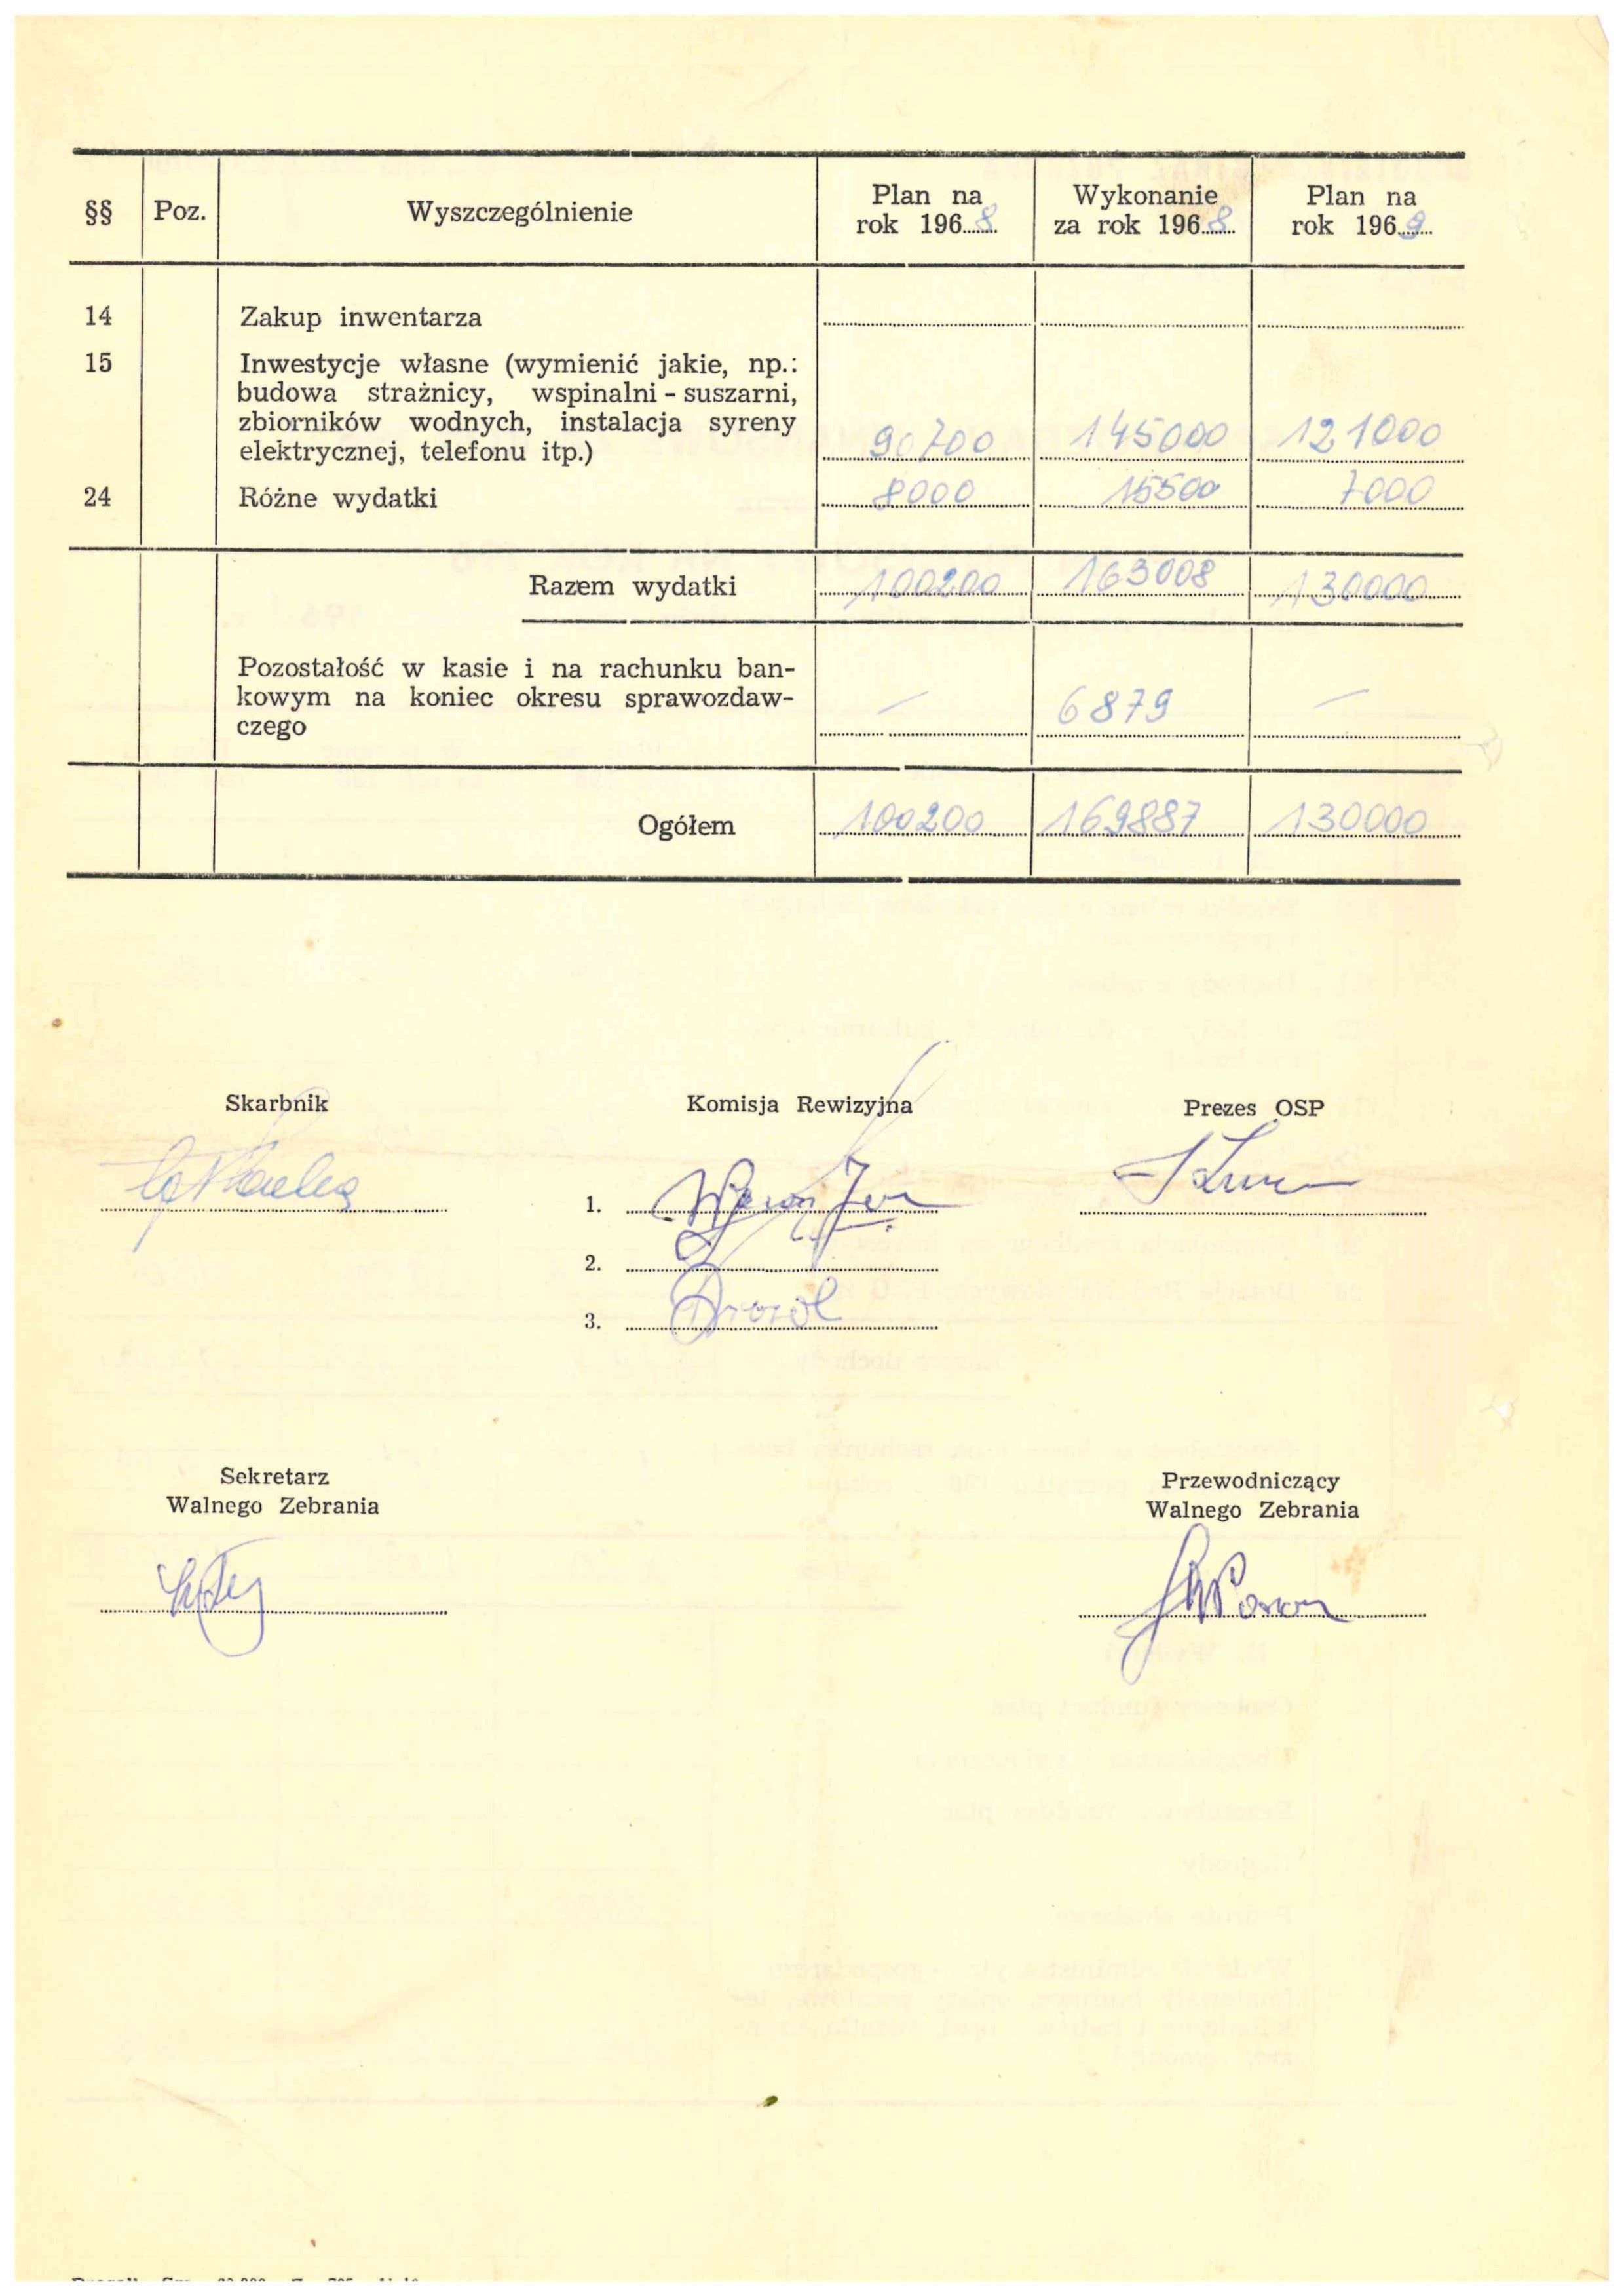 §§ Poz. Wyszczególnienie Plan na rok 1968 Wykonanie za rok 1968 Plan na rok 1969
14 Zakup inwentarza
15 Inwestycje własne (wymienić jakie, np.:
budowa strażnicy, wspinalni - suszarni,
zbiorników wodnych, instalacja syreny
elektrycznej, telefonu itp.) 90700 145000 121000
24 Różne wydatki 8000 15500 7000
Razem wydatki 100200 163008 130000
Pozostałość w kasie i na rachunku ban-
kowym na koniec okresu sprawozdaw-
czego — 6879 —
Ogółem 100200 169887 130000
Skarbnik Komisja Rewizyjna Prezes OSP
1.
2.
3.
Sekretarz Przewodniczący
Walnego Zebrania Walnego Zebrania